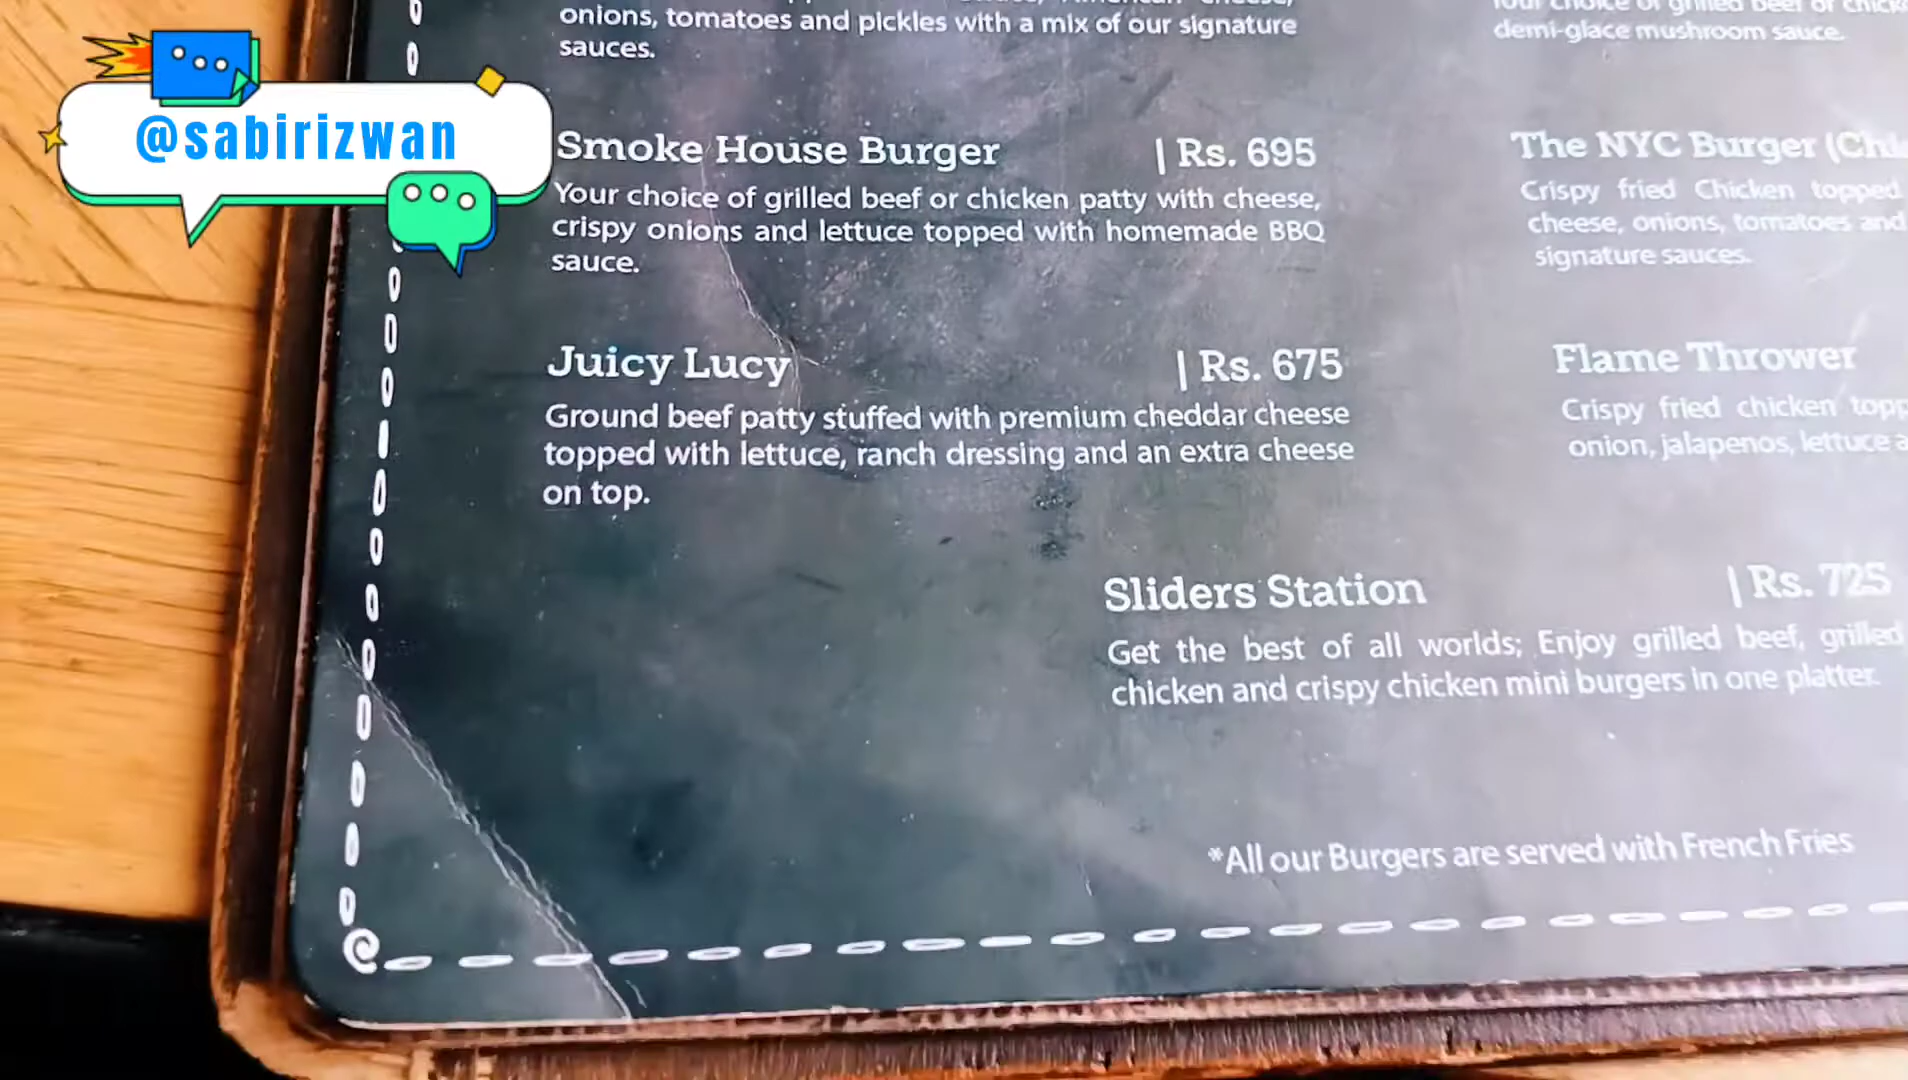 onions, tomatoes and pickles with a mix of our signature
sauces.
demi-glace mushroom sauce.
@sabirizwan
Smoke House Burger | Rs. 695
Your choice of grilled beef or chicken patty with cheese,
crispy onions and lettuce topped with homemade BBQ
sauce.
The NYC Burger
Crispy fried Chicken topped
cheese, onions, tomatoes and
signature sauces.
Juicy Lucy | Rs. 675
Ground beef patty stuffed with premium cheddar cheese
topped with lettuce, ranch dressing and an extra cheese
on top.
Flame Thrower
Crispy fried chicken
onion, jalapenos, lettuce
Sliders Station | Rs. 725
Get the best of all worlds; Enjoy grilled beef, grilled
chicken and crispy chicken mini burgers in one platter.
*All our Burgers are served with French Fries